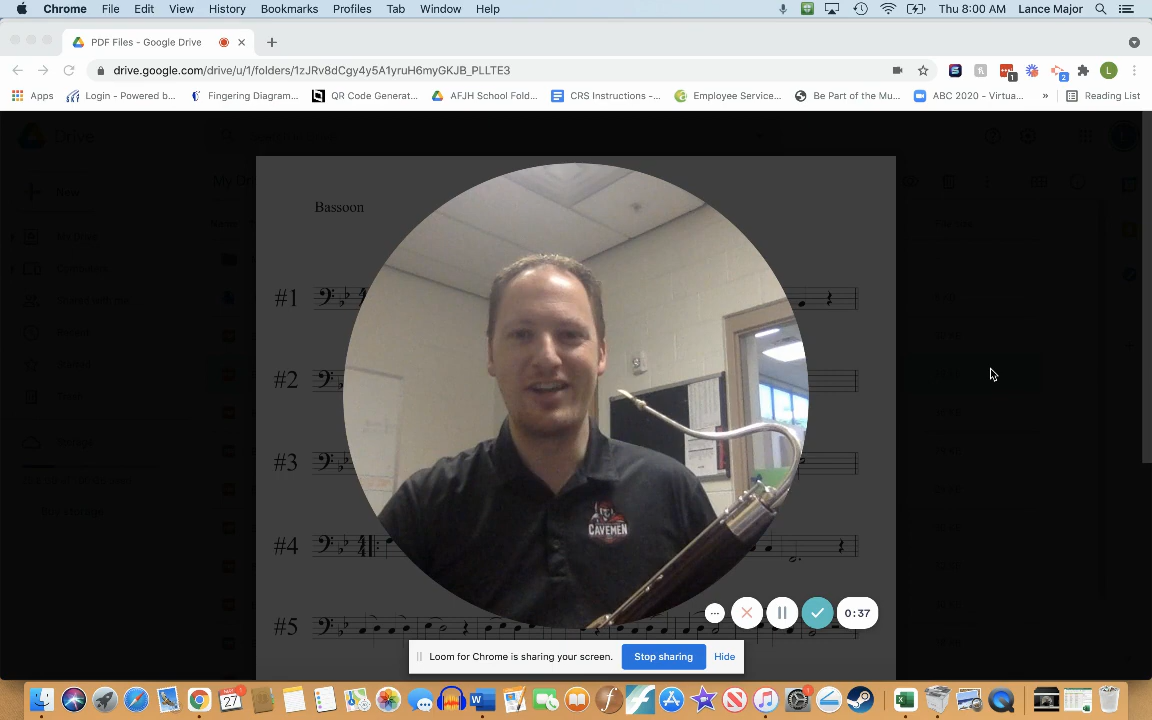 Chrome File Edit View History Bookmarks Profiles Tab Window Help Thu 8:00 AM Lance Major
PDF Files - Google Drive
drive.google.com/drive/u/1/folders/1zJRv8dCgy4y5A1yruH6myGKJB_PLLTE3
Apps Login - Powered b... Fingering Diagram... QR Code Generat... AFJH School Fold... CRS Instructions -... Employee Service... Be Part of the Mu... ABC 2020 - Virtua... » Reading List
Drive
New
Bassoon
#1
#2
#3
#4
#5
CAVEMEN
0:37
Loom for Chrome is sharing your screen. Stop sharing Hide